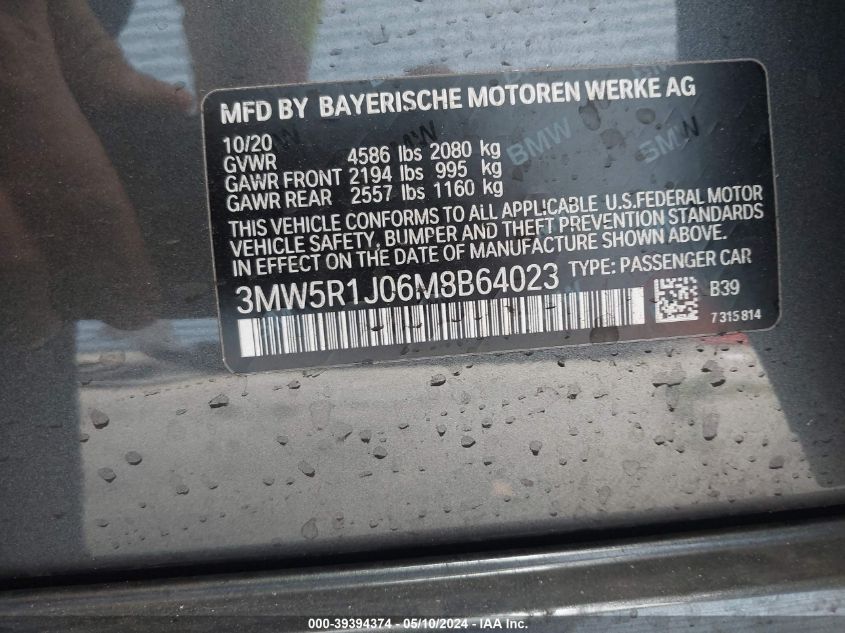 MFD BY BAYERISCHE MOTOREN WERKE AG
10/20
GVWR 4586 lbs 2080 kg
GAWR FRONT 2194 lbs 995 kg
GAWR REAR 2557 lbs 1160 kg
THIS VEHICLE CONFORMS TO ALL APPLICABLE U.S.FEDERAL MOTOR
VEHICLE SAFETY, BUMPER AND THEFT PREVENTION STANDARDS
IN EFFECT ON THE DATE OF MANUFACTURE SHOWN ABOVE.
3MW5R1J06M8B64023 TYPE: PASSENGER CAR
B39
7 315 814
BMW
BMW
000-39394374 - 05/10/2024 - IAA Inc.